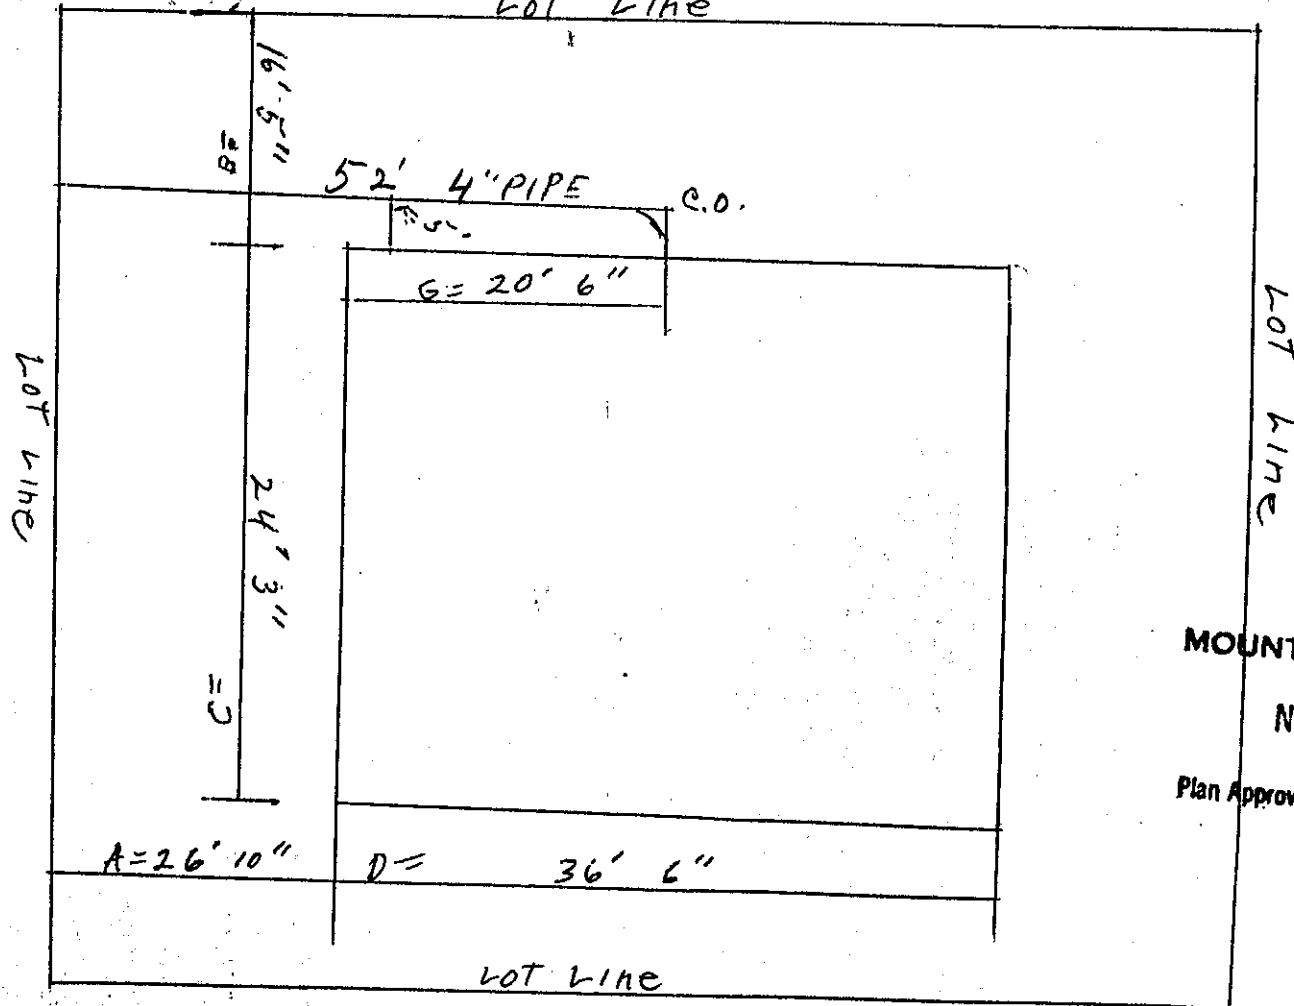 Lot Line
16'-5"
B=
52' 4" PIPE C.O.
5'
G= 20' 6"
LOT Line
LOT Line
24' 3"
C=
MOUNT
N
Plan Approv
A=26' 10" D= 36' 6"
LOT Line